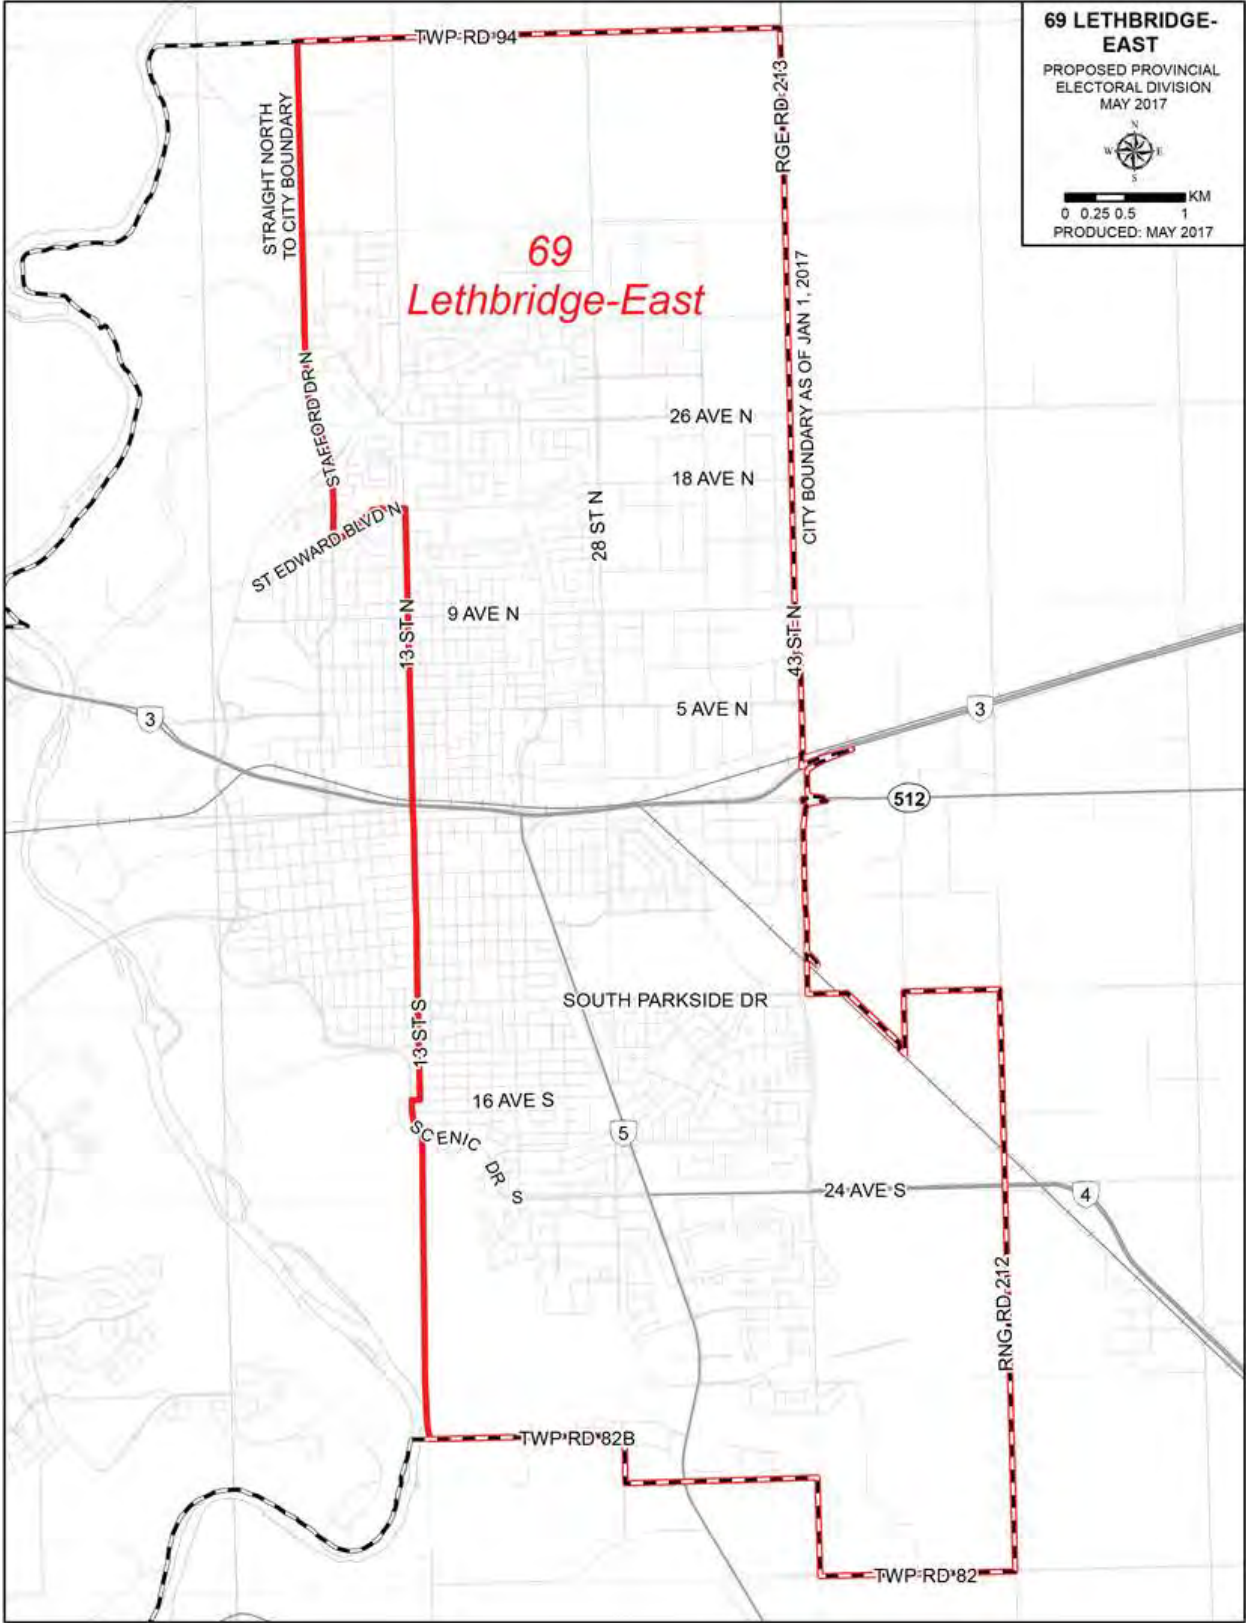 69 LETHBRIDGE-
EAST
PROPOSED PROVINCIAL
ELECTORAL DIVISION
MAY 2017
N
W E
S
KM
0 0.25 0.5 1
PRODUCED: MAY 2017
TWP RD 94
RGE RD 213
STRAIGHT NORTH
TO CITY BOUNDARY
69
Lethbridge-East
CITY BOUNDARY AS OF JAN 1, 2017
STAFFORD DR N
26 AVE N
18 AVE N
28 ST N
ST EDWARD BLVD N
13 ST N
9 AVE N
43 ST N
5 AVE N
3
3
512
SOUTH PARKSIDE DR
13 ST S
16 AVE S
SCENIC DR S
5
24 AVE S
4
RNG RD 212
TWP RD 82B
TWP RD 82